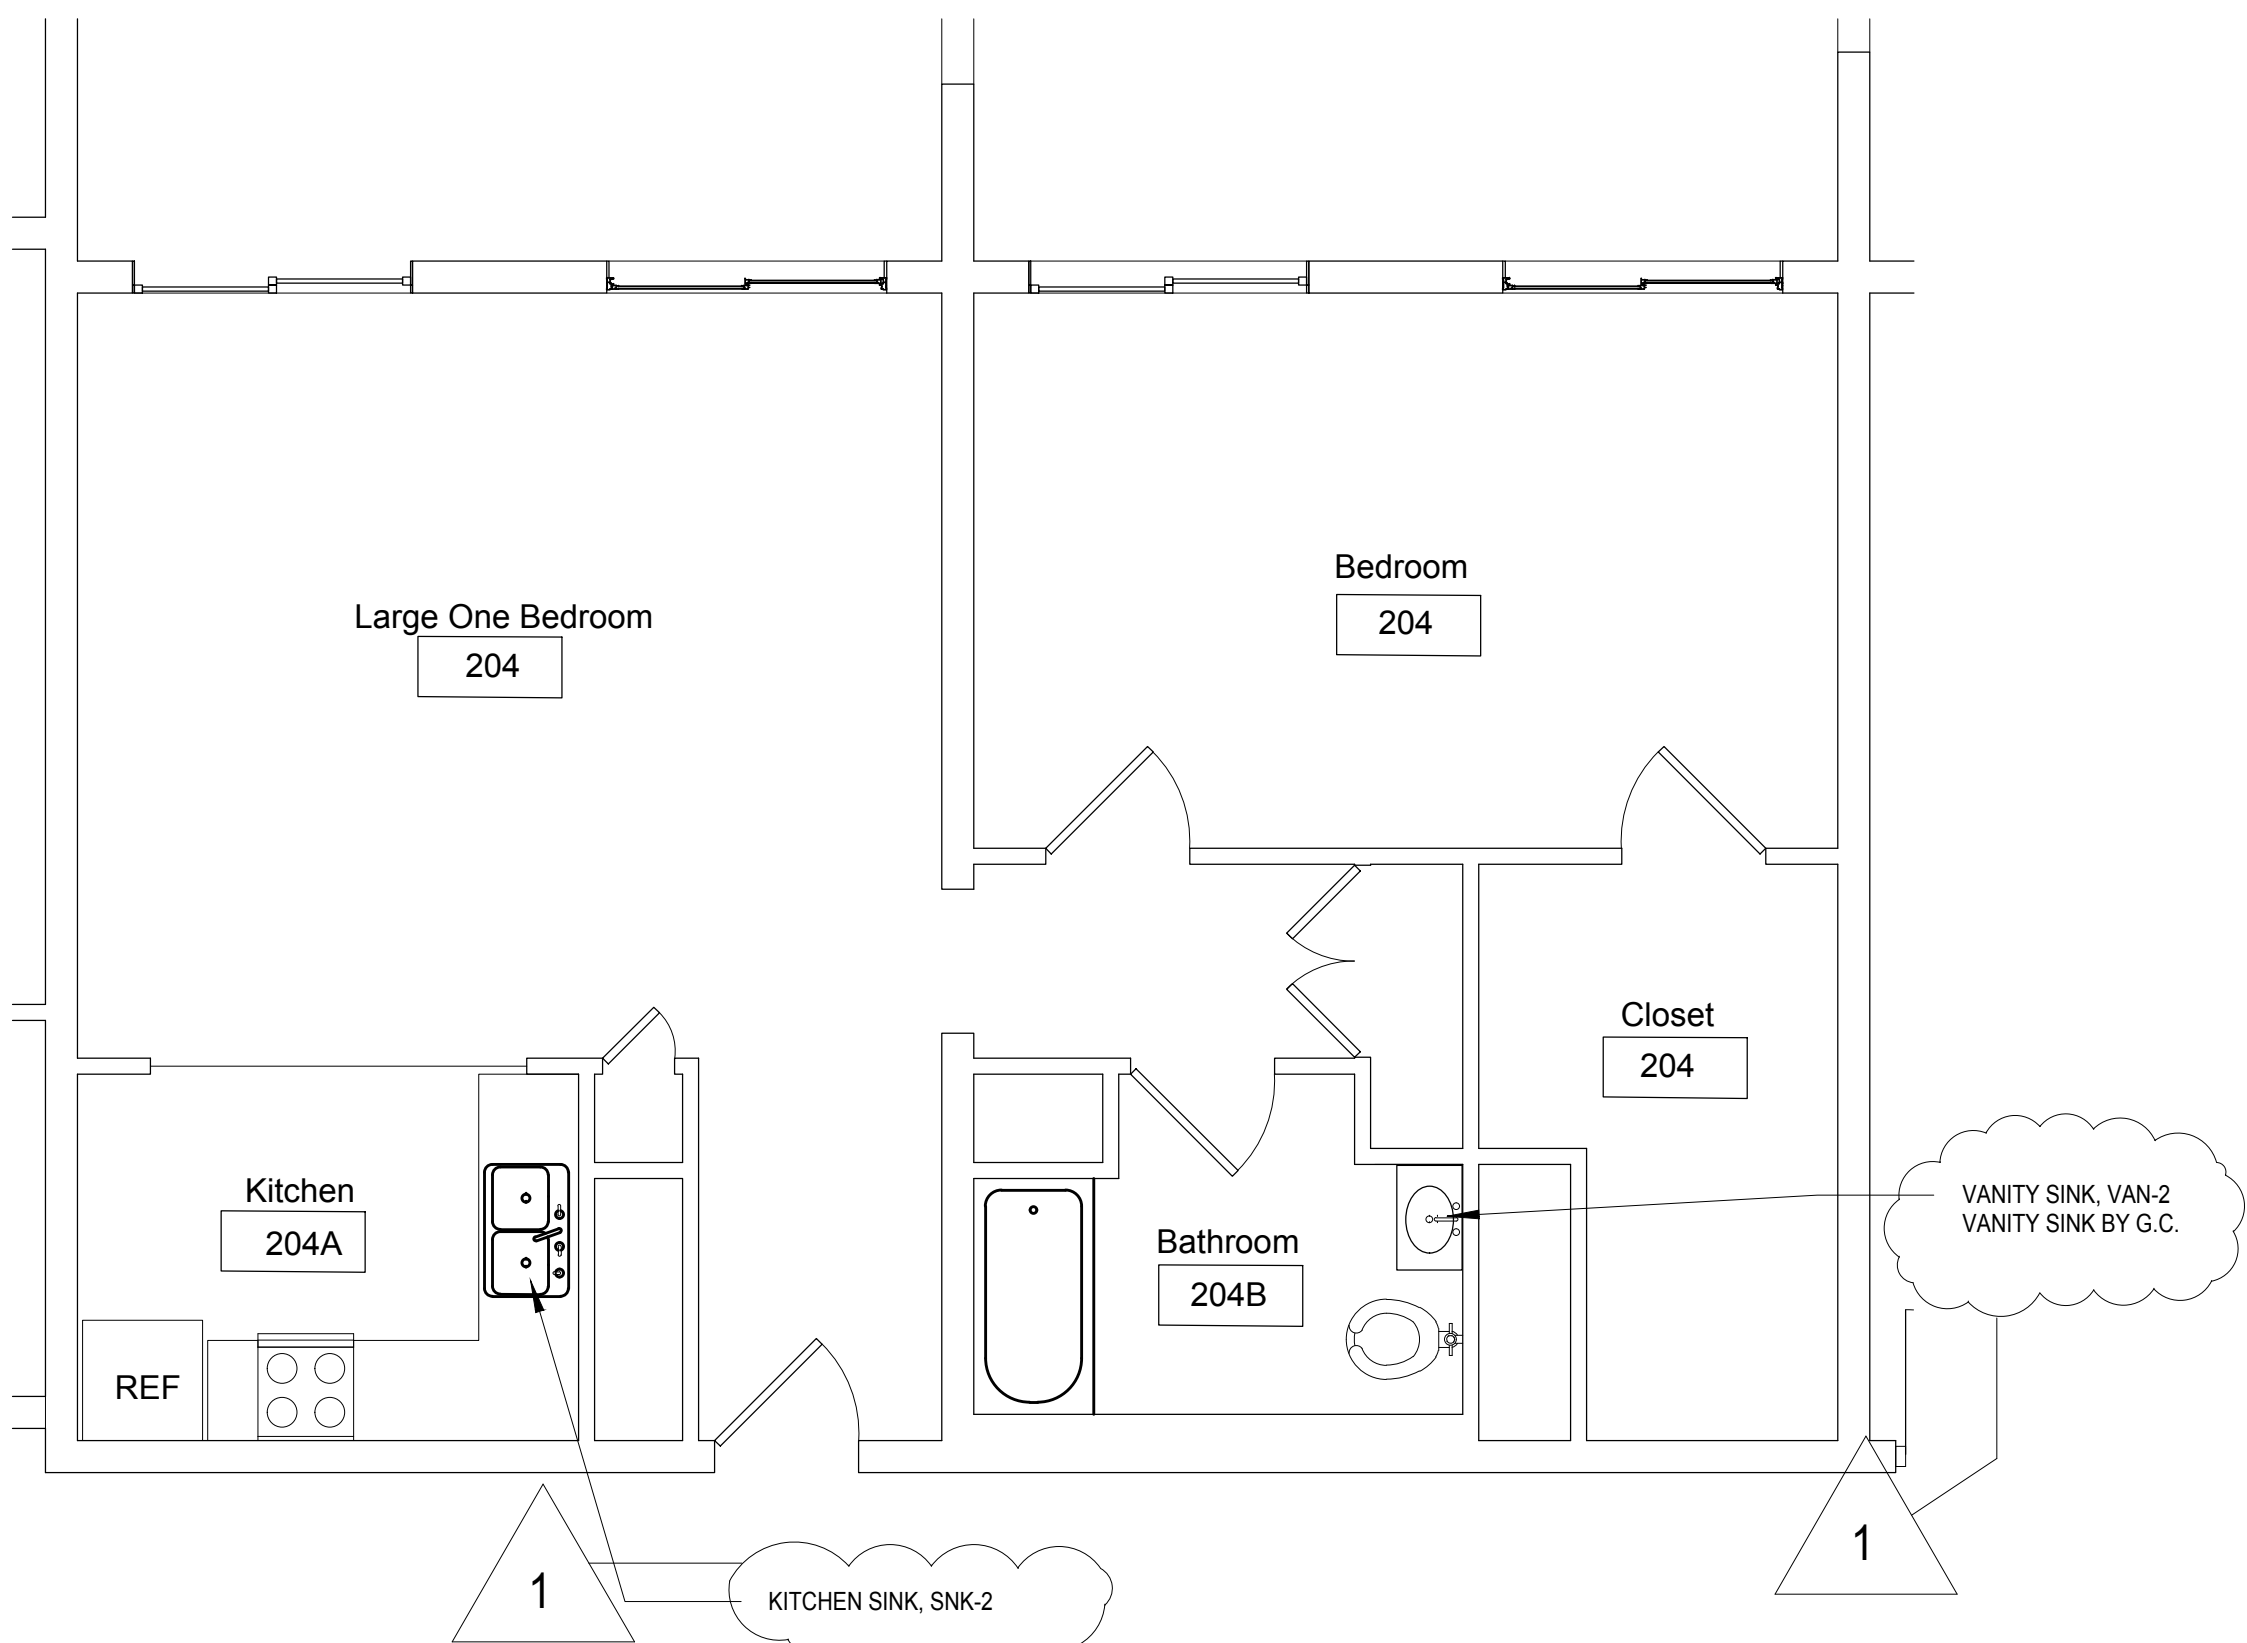 Bedroom
204
Large One Bedroom
204
Closet
204
Kitchen
204A
VANITY SINK, VAN-2
VANITY SINK BY G.C.
Bathroom
204B
REF
1
1
KITCHEN SINK, SNK-2